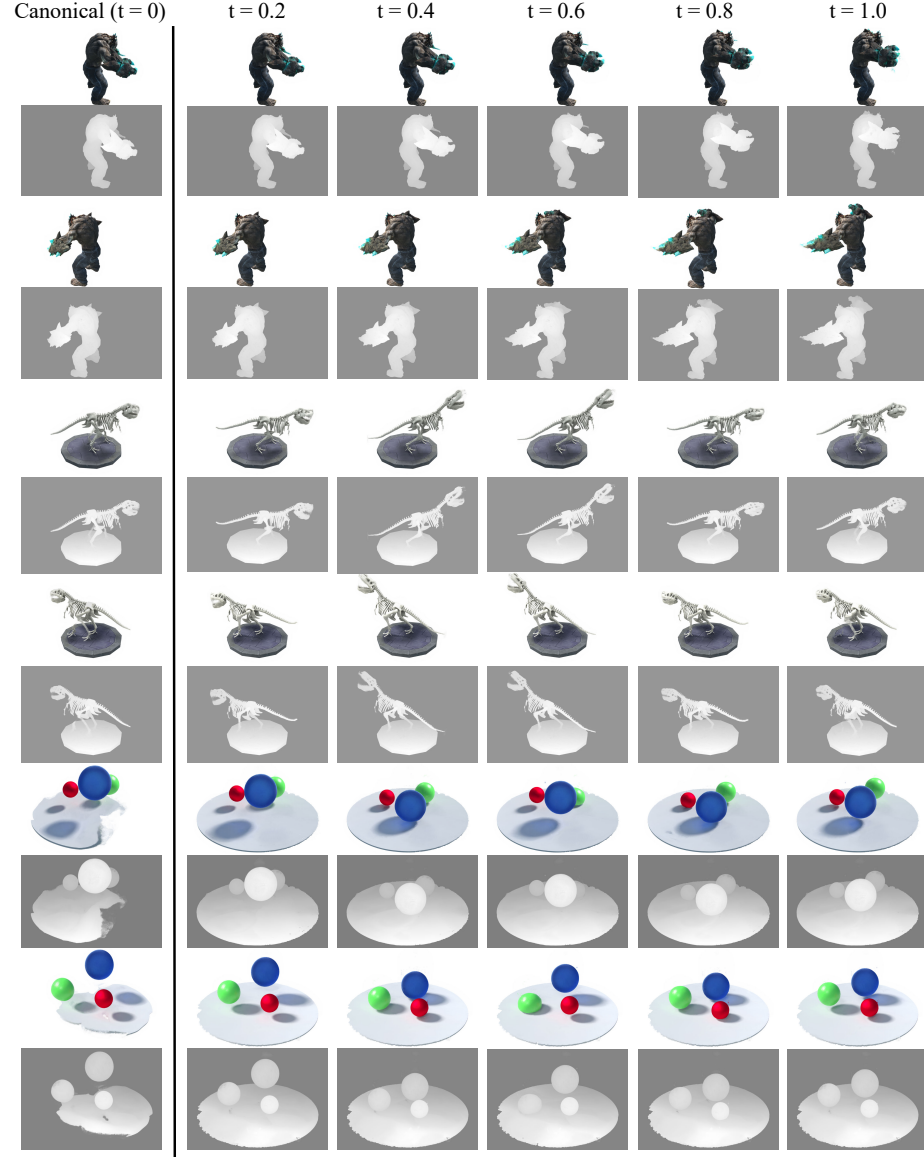 Canonical (t = 0) t = 0.2 t = 0.4 t = 0.6 t = 0.8 t = 1.0